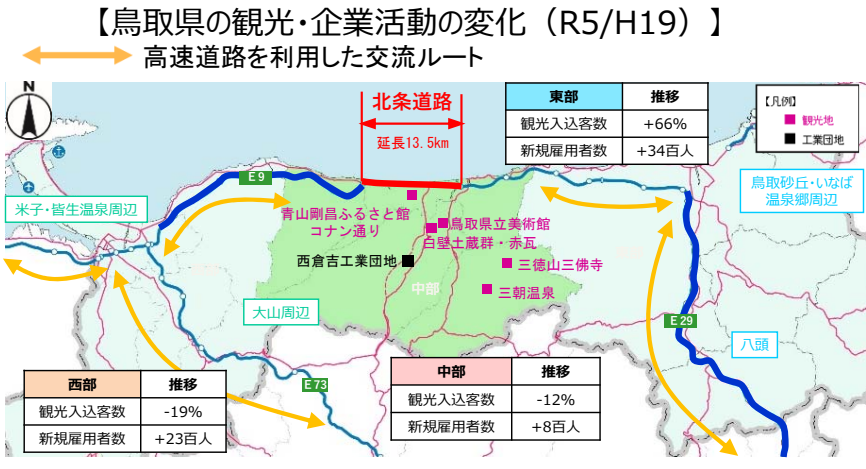 【鳥取県の観光・企業活動の変化（R5/H19）】
高速道路を利用した交流ルート
N
北条道路
延長13.5km
東部 推移
観光入込客数 +66%
新規雇用者数 +34百人
【凡例】
観光地
工業団地
E9
米子・皆生温泉周辺
青山剛昌ふるさと館
コナン通り
鳥取県立美術館
白壁土蔵群・赤瓦
鳥取砂丘・いなば
温泉郷周辺
西倉吉工業団地
三徳山三佛寺
中部
三朝温泉
大山周辺
E29
八頭
E73
西部 推移
観光入込客数 -19%
新規雇用者数 +23百人
中部 推移
観光入込客数 -12%
新規雇用者数 +8百人